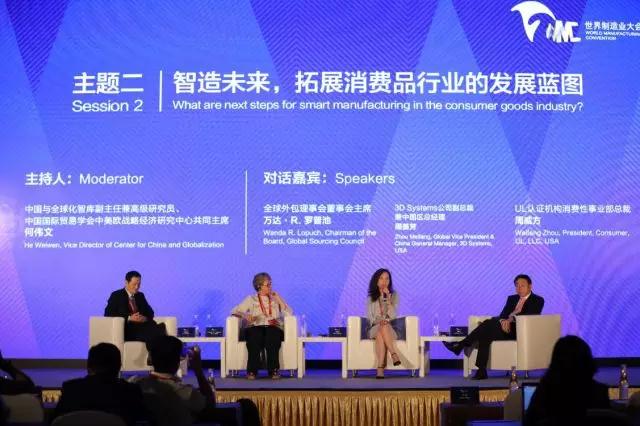 世界制造业大会
WORLD MANUFACTURING
CONVENTION
主题二
Session 2
智造未来，拓展消费品行业的发展蓝图
What are next steps for smart manufacturing in the consumer goods industry?
主持人：Moderator
中国与全球化智库副主任兼高级研究员、
中国国际贸易学会中美欧战略经济研究中心共同主席
何伟文
He Weiwen, Vice Director of Center for China and Globalization
对话嘉宾：Speakers
全球外包理事会董事会主席
万达·R. 罗普池
Wanda R. Lopuch, Chairman of the
Board, Global Sourcing Council
3D Systems公司副总裁
兼中国区总经理
Zhou Meifang, Global Vice President &
China General Manager, 3D Systems,
USA
UL认证机构消费性事业部总裁
周威方
Weifang Zhou, President, Consumer,
UL, LLC, USA